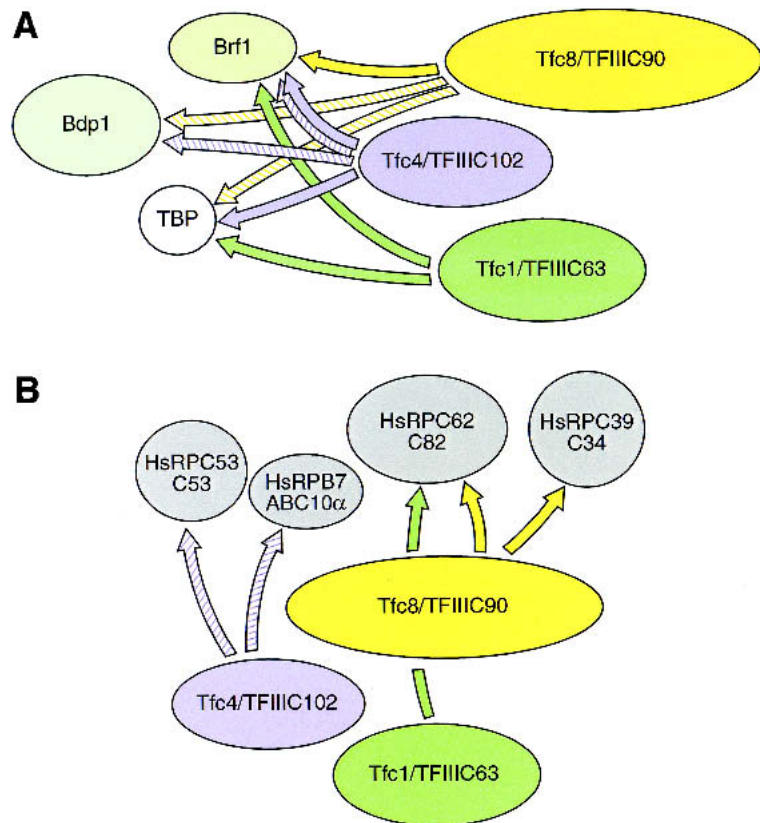 A
Brf1
Tfc8/TFIIIC90
Bdp1
Tfc4/TFIIIC102
TBP
Tfc1/TFIIIC63
B
HsRPC62
C82
HsRPC39
C34
HsRPC53
C53
HsRPB7
ABC10α
Tfc8/TFIIIC90
Tfc4/TFIIIC102
Tfc1/TFIIIC63